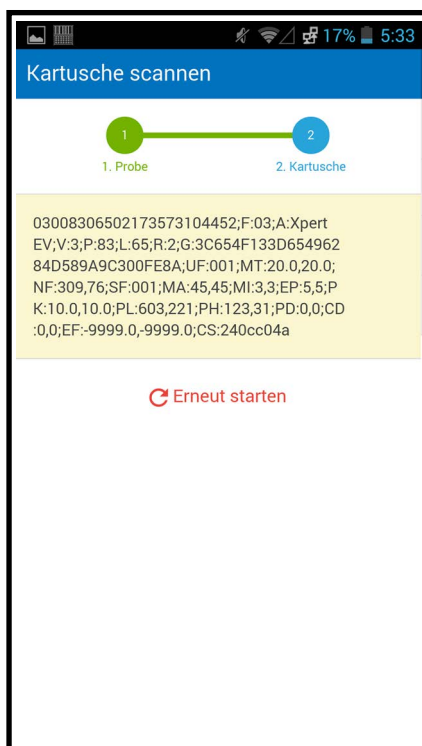 17% 5:33
Kartusche scannen
1 2
1. Probe 2. Kartusche
03008306502173573104452;F:03;A:Xpert
EV;V:3;P:83;L:65;R:2;G:3C654F133D654962
84D589A9C300FE8A;UF:001;MT:20.0,20.0;
NF:309,76;SF:001;MA:45,45;MI:3,3;EP:5,5;P
K:10.0,10.0;PL:603,221;PH:123,31;PD:0,0;CD
:0,0;EF:-9999.0,-9999.0;CS:240cc04a
Erneut starten